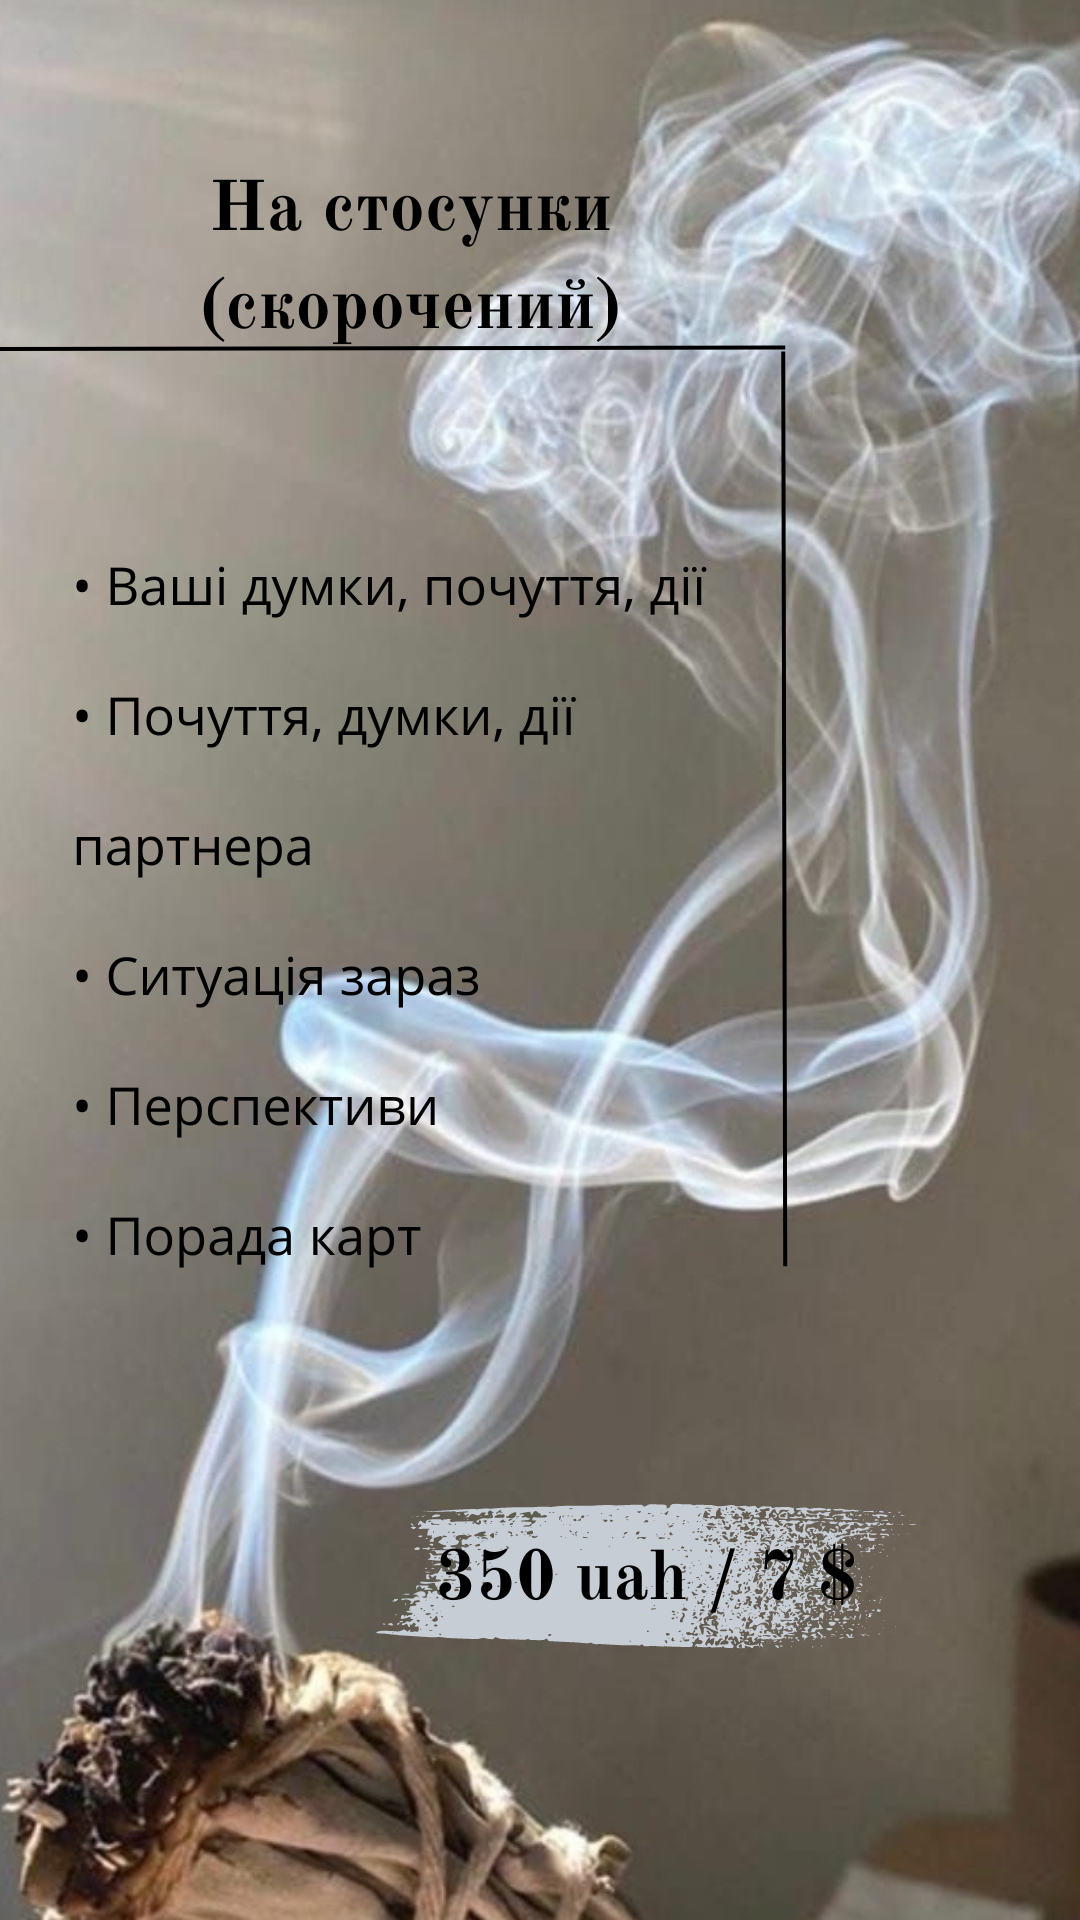 На стосунки
(скорочений)
• Ваші думки, почуття, дії
• Почуття, думки, дії
партнера
• Ситуація зараз
• Перспективи
• Порада карт
350 uah / 7 $